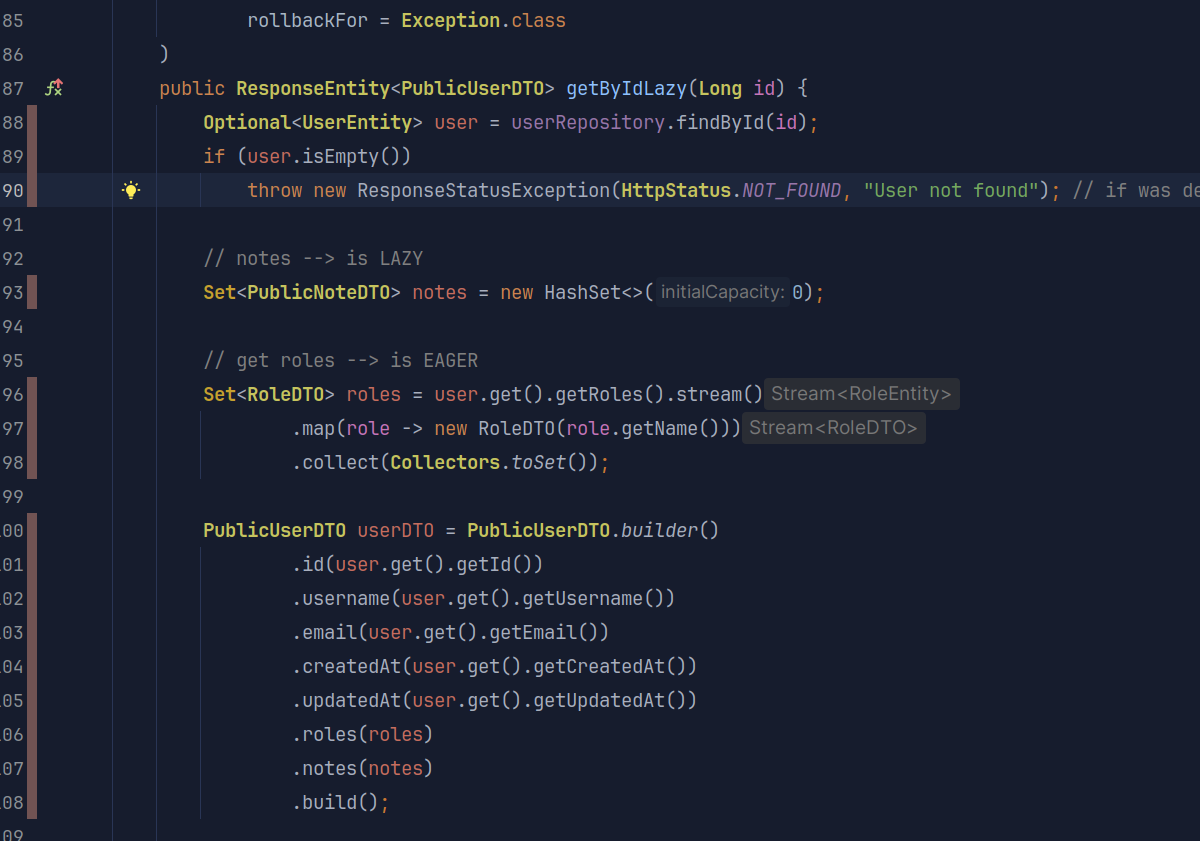 85 rollbackFor = Exception.class
86 )
87 public ResponseEntity<PublicUserDTO> getByIdLazy(Long id) {
88 Optional<UserEntity> user = userRepository.findById(id);
89 if (user.isEmpty())
90 throw new ResponseStatusException(HttpStatus.NOT_FOUND, "User not found"); // if was de
91
92 // notes --> is LAZY
93 Set<PublicNoteDTO> notes = new HashSet<>( initialCapacity: 0);
94
95 // get roles --> is EAGER
96 Set<RoleDTO> roles = user.get().getRoles().stream() Stream<RoleEntity>
97 .map(role -> new RoleDTO(role.getName())) Stream<RoleDTO>
98 .collect(Collectors.toSet());
99
00 PublicUserDTO userDTO = PublicUserDTO.builder()
01 .id(user.get().getId())
02 .username(user.get().getUsername())
03 .email(user.get().getEmail())
04 .createdAt(user.get().getCreatedAt())
05 .updatedAt(user.get().getUpdatedAt())
06 .roles(roles)
07 .notes(notes)
08 .build();
09